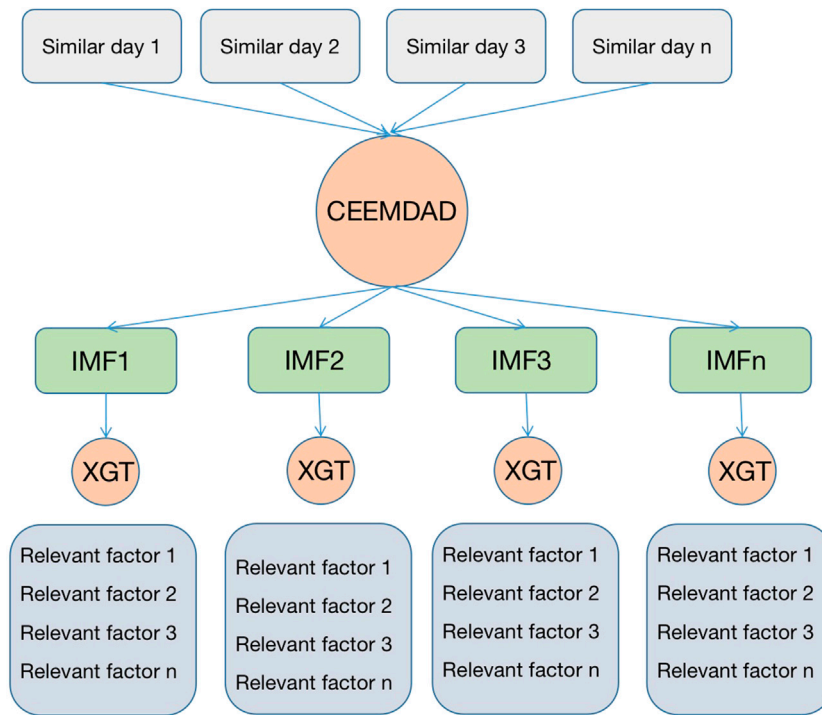 Similar day 1
Similar day 2
Similar day 3
Similar day n
CEEMDAD
IMF1
IMF2
IMF3
IMFn
XGT
XGT
XGT
XGT
Relevant factor 1
Relevant factor 2
Relevant factor 3
Relevant factor n
Relevant factor 1
Relevant factor 2
Relevant factor 3
Relevant factor n
Relevant factor 1
Relevant factor 2
Relevant factor 3
Relevant factor n
Relevant factor 1
Relevant factor 2
Relevant factor 3
Relevant factor n